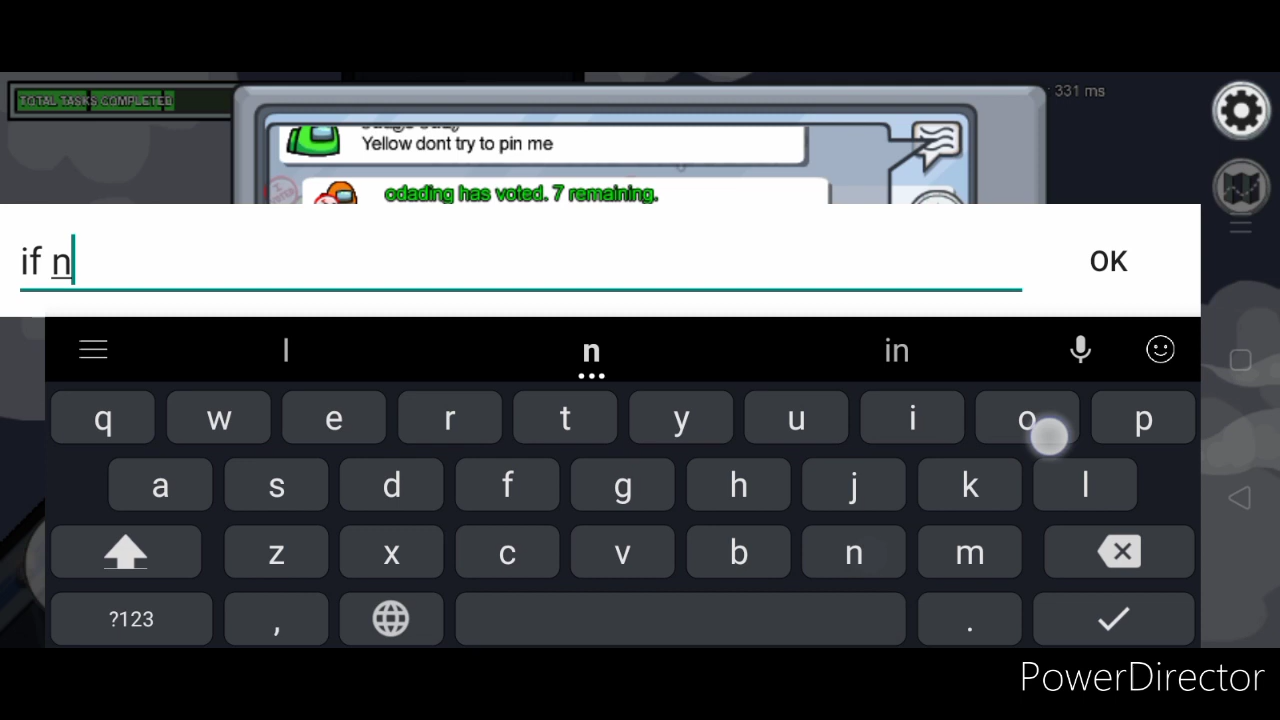 TOTAL TASKS COMPLETED
331 ms
Yellow dont try to pin me
odading has voted. 7 remaining.
if n
OK
I n in
q w e r t y u i o p
a s d f g h j k l
z x c v b n m
?123 , .
PowerDirector